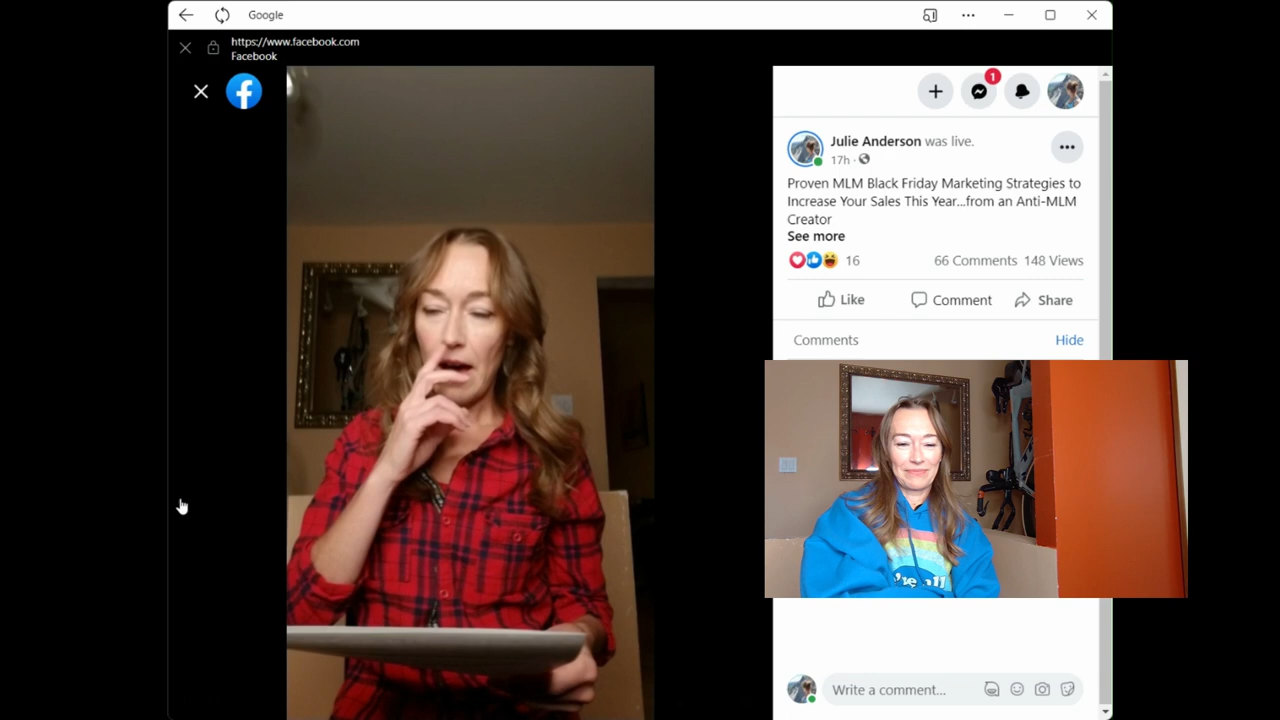 Google
https://www.facebook.com
Facebook
1
Julie Anderson was live.
17h ·
Proven MLM Black Friday Marketing Strategies to
Increase Your Sales This Year...from an Anti-MLM
Creator
See more
16 66 Comments 148 Views
Like Comment Share
Comments Hide
Write a comment...